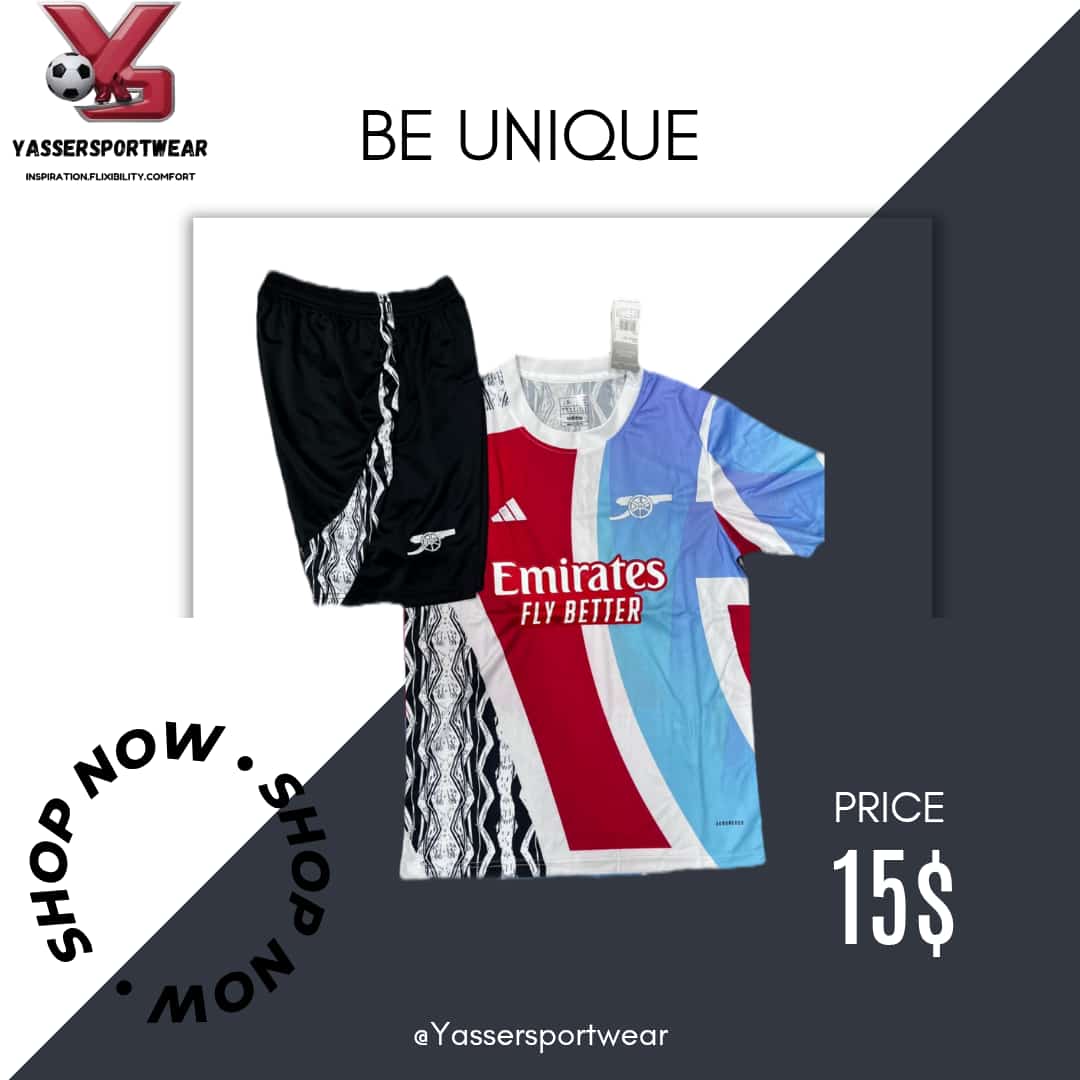 YASSERSPORTWEAR
INSPIRATION.FLIXIBILITY.COMFORT
BE UNIQUE
Emirates
FLY BETTER
SHOP NOW • SHOP NOW •
PRICE
15$
@Yassersportwear